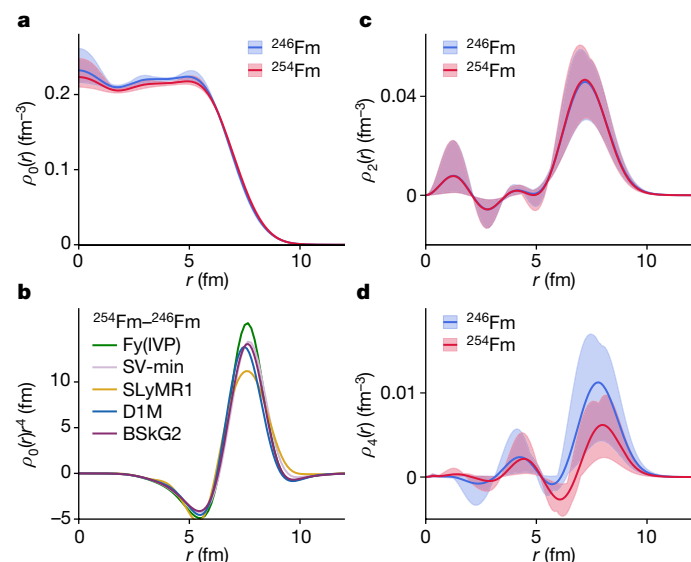 a
ρ₀(r) (fm⁻³)
0.2
0.1
0
²⁴⁶Fm
²⁵⁴Fm
0 5 10
r (fm)
c
ρ₂(r) (fm⁻³)
0.04
0
²⁴⁶Fm
²⁵⁴Fm
0 5 10
r (fm)
b
ρ₀(r)r⁴ (fm)
10
5
0
−5
²⁵⁴Fm–²⁴⁶Fm
Fy(IVP)
SV-min
SLyMR1
D1M
BSkG2
0 5 10
r (fm)
d
ρ₄(r) (fm⁻³)
0.01
0
²⁴⁶Fm
²⁵⁴Fm
0 5 10
r (fm)